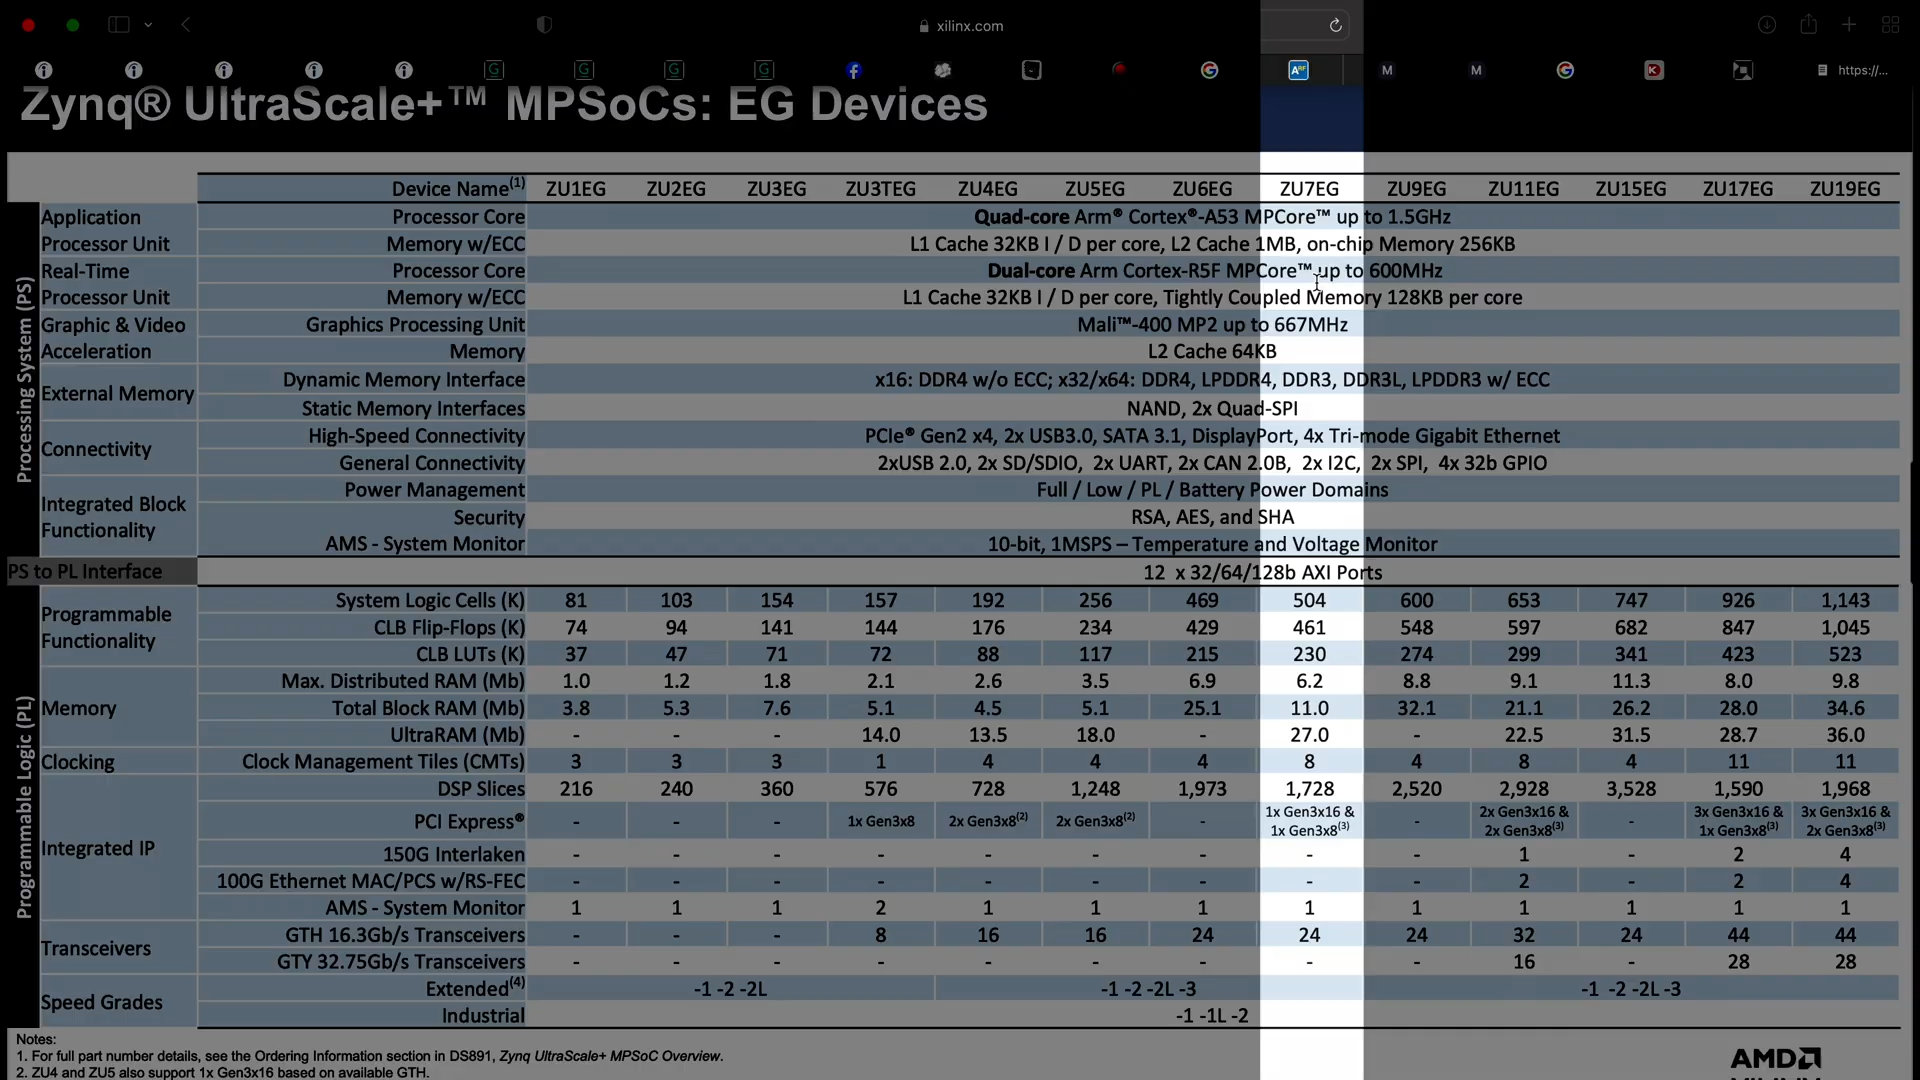 xilinx.com
https://...
Zynq® UltraScale+™ MPSoCs: EG Devices
Device Name(1) ZU1EG ZU2EG ZU3EG ZU3TEG ZU4EG ZU5EG ZU6EG ZU7EG ZU9EG ZU11EG ZU15EG ZU17EG ZU19EG
Processing System (PS)
Application Processor Unit
Processor Core Quad-core Arm® Cortex®-A53 MPCore™ up to 1.5GHz
Memory w/ECC L1 Cache 32KB I / D per core, L2 Cache 1MB, on-chip Memory 256KB
Real-Time Processor Unit
Processor Core Dual-core Arm Cortex-R5F MPCore™ up to 600MHz
Memory w/ECC L1 Cache 32KB I / D per core, Tightly Coupled Memory 128KB per core
Graphic & Video Acceleration
Graphics Processing Unit Mali™-400 MP2 up to 667MHz
Memory L2 Cache 64KB
External Memory
Dynamic Memory Interface x16: DDR4 w/o ECC; x32/x64: DDR4, LPDDR4, DDR3, DDR3L, LPDDR3 w/ ECC
Static Memory Interfaces NAND, 2x Quad-SPI
Connectivity
High-Speed Connectivity PCIe® Gen2 x4, 2x USB3.0, SATA 3.1, DisplayPort, 4x Tri-mode Gigabit Ethernet
General Connectivity 2xUSB 2.0, 2x SD/SDIO, 2x UART, 2x CAN 2.0B, 2x I2C, 2x SPI, 4x 32b GPIO
Integrated Block Functionality
Power Management Full / Low / PL / Battery Power Domains
Security RSA, AES, and SHA
AMS - System Monitor 10-bit, 1MSPS – Temperature and Voltage Monitor
PS to PL Interface 12 x 32/64/128b AXI Ports
Programmable Logic (PL)
Programmable Functionality
System Logic Cells (K) 81 103 154 157 192 256 469 504 600 653 747 926 1,143
CLB Flip-Flops (K) 74 94 141 144 176 234 429 461 548 597 682 847 1,045
CLB LUTs (K) 37 47 71 72 88 117 215 230 274 299 341 423 523
Memory
Max. Distributed RAM (Mb) 1.0 1.2 1.8 2.1 2.6 3.5 6.9 6.2 8.8 9.1 11.3 8.0 9.8
Total Block RAM (Mb) 3.8 5.3 7.6 5.1 4.5 5.1 25.1 11.0 32.1 21.1 26.2 28.0 34.6
UltraRAM (Mb) - - - 14.0 13.5 18.0 - 27.0 - 22.5 31.5 28.7 36.0
Clocking
Clock Management Tiles (CMTs) 3 3 3 1 4 4 4 8 4 8 4 11 11
Integrated IP
DSP Slices 216 240 360 576 728 1,248 1,973 1,728 2,520 2,928 3,528 1,590 1,968
PCI Express® - - - 1x Gen3x8 2x Gen3x8(2) 2x Gen3x8(2) - 1x Gen3x16 & 1x Gen3x8(3) - 2x Gen3x16 & 2x Gen3x8(3) - 3x Gen3x16 & 1x Gen3x8(3) 3x Gen3x16 & 2x Gen3x8(3)
150G Interlaken - - - - - - - - - 1 - 2 4
100G Ethernet MAC/PCS w/RS-FEC - - - - - - - - - 2 - 2 4
AMS - System Monitor 1 1 1 2 1 1 1 1 1 1 1 1 1
Transceivers
GTH 16.3Gb/s Transceivers - - - 8 16 16 24 24 24 32 24 44 44
GTY 32.75Gb/s Transceivers - - - - - - - - - 16 - 28 28
Speed Grades
Extended(4) -1 -2 -2L -1 -2 -2L -3 -1 -2 -2L -3
Industrial -1 -1L -2
Notes:
1. For full part number details, see the Ordering Information section in DS891, Zynq UltraScale+ MPSoC Overview.
2. ZU4 and ZU5 also support 1x Gen3x16 based on available GTH.
AMD